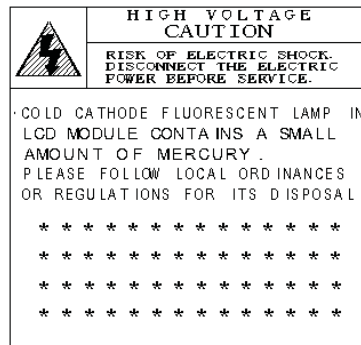 HIGH VOLTAGE
CAUTION
RISK OF ELECTRIC SHOCK.
DISCONNECT THE ELECTRIC
POWER BEFORE SERVICE.
·COLD CATHODE FLUORESCENT LAMP IN
LCD MODULE CONTAINS A SMALL
AMOUNT OF MERCURY.
PLEASE FOLLOW LOCAL ORDINANCES
OR REGULATIONS FOR ITS DISPOSAL
* * * * * * * * * * * * * *
* * * * * * * * * * * * * *
* * * * * * * * * * * * * *
* * * * * * * * * * * * * *